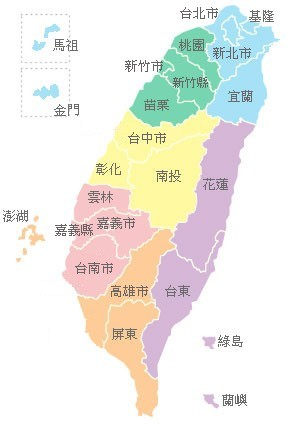 台北市
基隆
馬祖
桃園
新北市
新竹市
新竹縣
宜蘭
苗栗
金門
台中市
彰化
南投
花蓮
雲林
澎湖
嘉義市
嘉義縣
台南市
高雄市
台東
屏東
綠島
蘭嶼